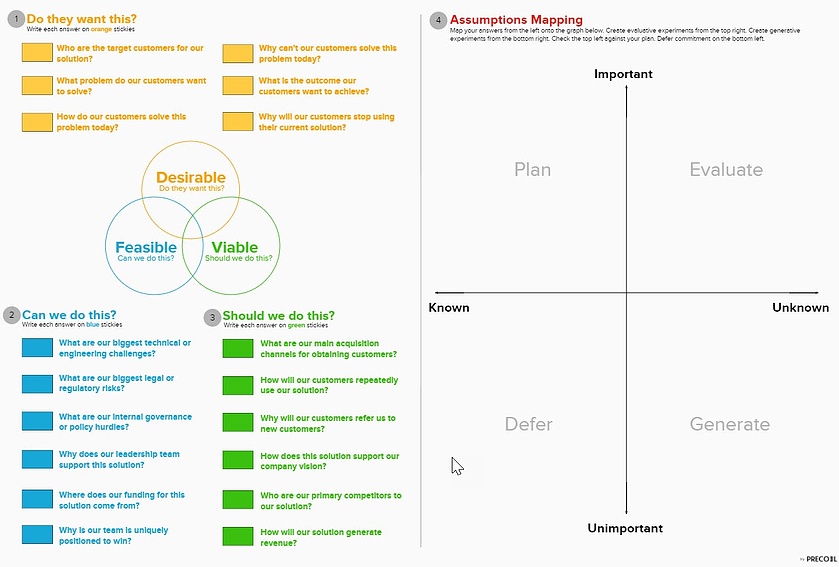 1
Do they want this?
Write each answer on orange stickies
Who are the target customers for our
solution?
Why can't our customers solve this
problem today?
What problem do our customers want
to solve?
What is the outcome our
customers want to achieve?
How do our customers solve this
problem today?
Why will our customers stop using
their current solution?
Desirable
Do they want this?
Feasible
Can we do this?
Viable
Should we do this?
2
Can we do this?
Write each answer on blue stickies
What are our biggest technical or
engineering challenges?
What are our biggest legal or
regulatory risks?
What are our internal governance
or policy hurdles?
Why does our leadership team
support this solution?
Where does our funding for this
solution come from?
Why is our team is uniquely
positioned to win?
3
Should we do this?
Write each answer on green stickies
What are our main acquisition
channels for obtaining customers?
How will our customers repeatedly
use our solution?
Why will our customers refer us to
new customers?
How does this solution support our
company vision?
Who are our primary competitors to
our solution?
How will our solution generate
revenue?
4
Assumptions Mapping
Map your answers from the left onto the graph below. Create evaluative experiments from the top right. Create generative
experiments from the bottom right. Check the top left against your plan. Defer commitment on the bottom left.
Important
Plan
Evaluate
Known
Unknown
Defer
Generate
Unimportant
by PRECOIL